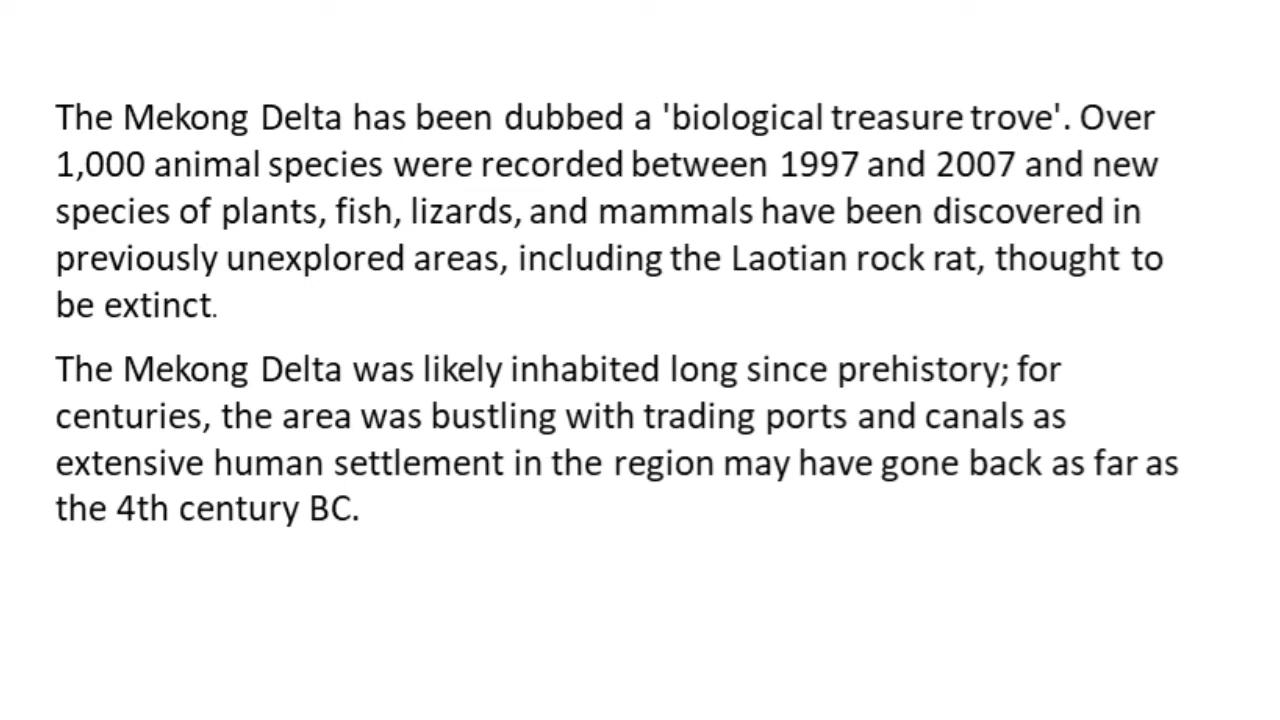 The Mekong Delta has been dubbed a 'biological treasure trove'. Over
1,000 animal species were recorded between 1997 and 2007 and new
species of plants, fish, lizards, and mammals have been discovered in
previously unexplored areas, including the Laotian rock rat, thought to
be extinct.
The Mekong Delta was likely inhabited long since prehistory; for
centuries, the area was bustling with trading ports and canals as
extensive human settlement in the region may have gone back as far as
the 4th century BC.